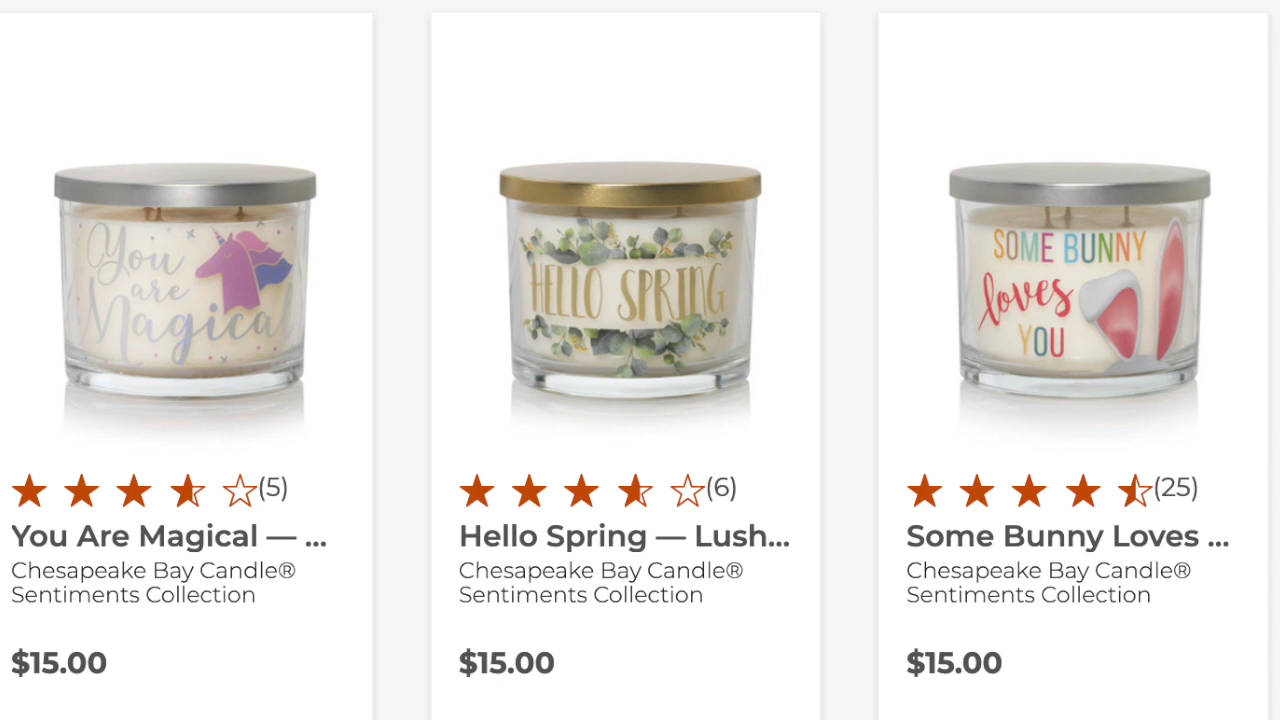 You
are
Magical
(5)
You Are Magical — ...
Chesapeake Bay Candle®
Sentiments Collection
$15.00
HELLO SPRING
(6)
Hello Spring — Lush...
Chesapeake Bay Candle®
Sentiments Collection
$15.00
SOME BUNNY
loves
YOU
(25)
Some Bunny Loves ...
Chesapeake Bay Candle®
Sentiments Collection
$15.00